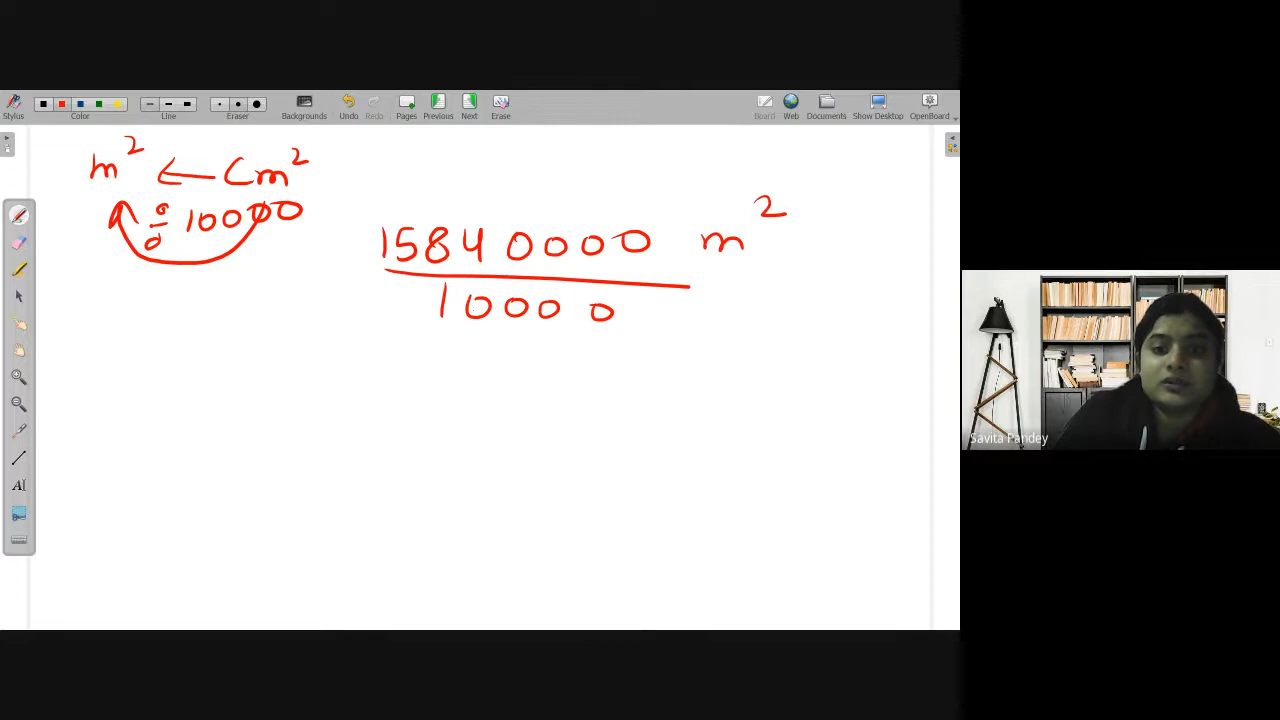 Stylus Color Line Eraser Backgrounds Undo Redo Pages Previous Next Erase Board Web Documents Show Desktop OpenBoard
m² ← cm²
÷ 10000
15840000 m²
10000
Savita Pandey